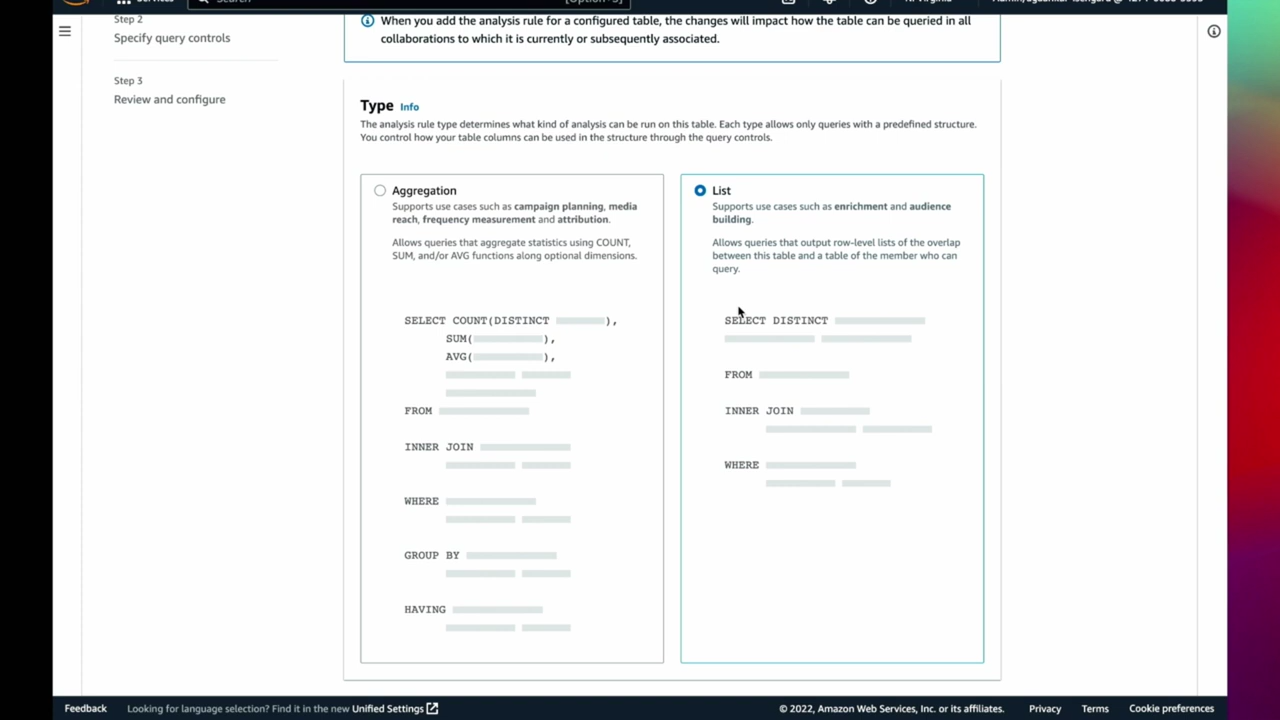 Services
Search
[Option+S]
N. Virginia
Step 2
Specify query controls
Step 3
Review and configure
When you add the analysis rule for a configured table, the changes will impact how the table can be queried in all
collaborations to which it is currently or subsequently associated.
Type Info
The analysis rule type determines what kind of analysis can be run on this table. Each type allows only queries with a predefined structure.
You control how your table columns can be used in the structure through the query controls.
Aggregation
Supports use cases such as campaign planning, media
reach, frequency measurement and attribution.
Allows queries that aggregate statistics using COUNT,
SUM, and/or AVG functions along optional dimensions.
SELECT COUNT(DISTINCT ),
SUM( ),
AVG( ),
FROM
INNER JOIN
WHERE
GROUP BY
HAVING
List
Supports use cases such as enrichment and audience
building.
Allows queries that output row-level lists of the overlap
between this table and a table of the member who can
query.
SELECT DISTINCT
FROM
INNER JOIN
WHERE
Feedback
Looking for language selection? Find it in the new Unified Settings
© 2022, Amazon Web Services, Inc. or its affiliates.
Privacy
Terms
Cookie preferences